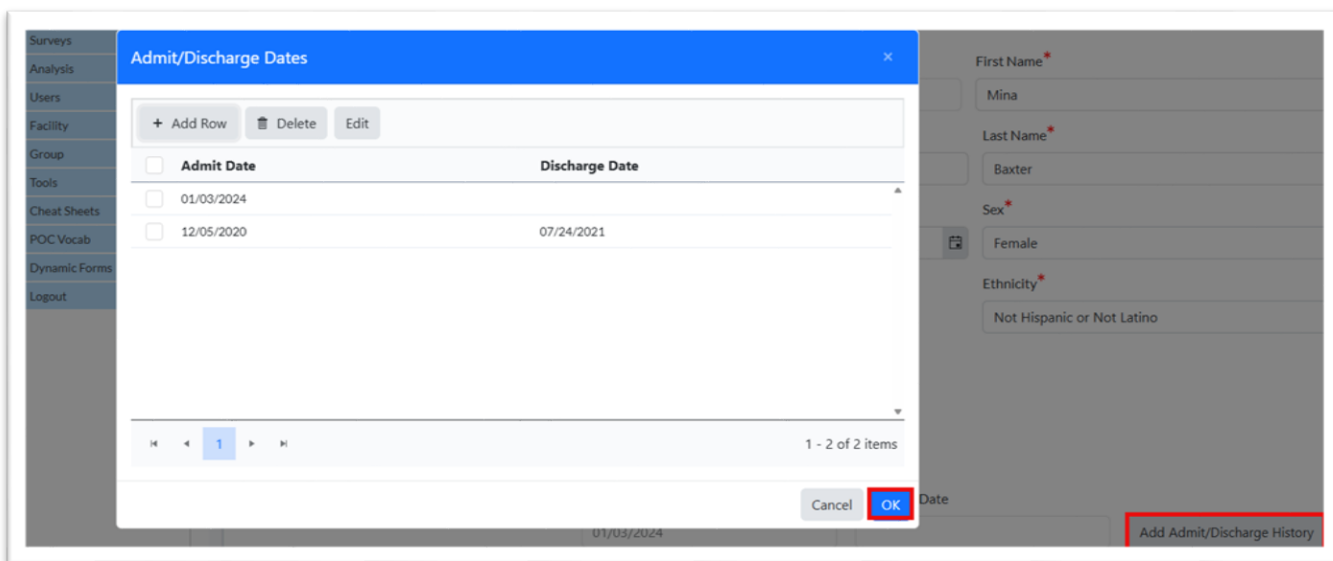 Surveys
Analysis
Users
Facility
Group
Tools
Cheat Sheets
POC Vocab
Dynamic Forms
Logout
Admit/Discharge Dates
×
+ Add Row Delete Edit
Admit Date Discharge Date
01/03/2024
12/05/2020 07/24/2021
1
1 - 2 of 2 items
Cancel OK
First Name*
Mina
Last Name*
Baxter
Sex*
Female
Ethnicity*
Not Hispanic or Not Latino
Date
01/03/2024
Add Admit/Discharge History